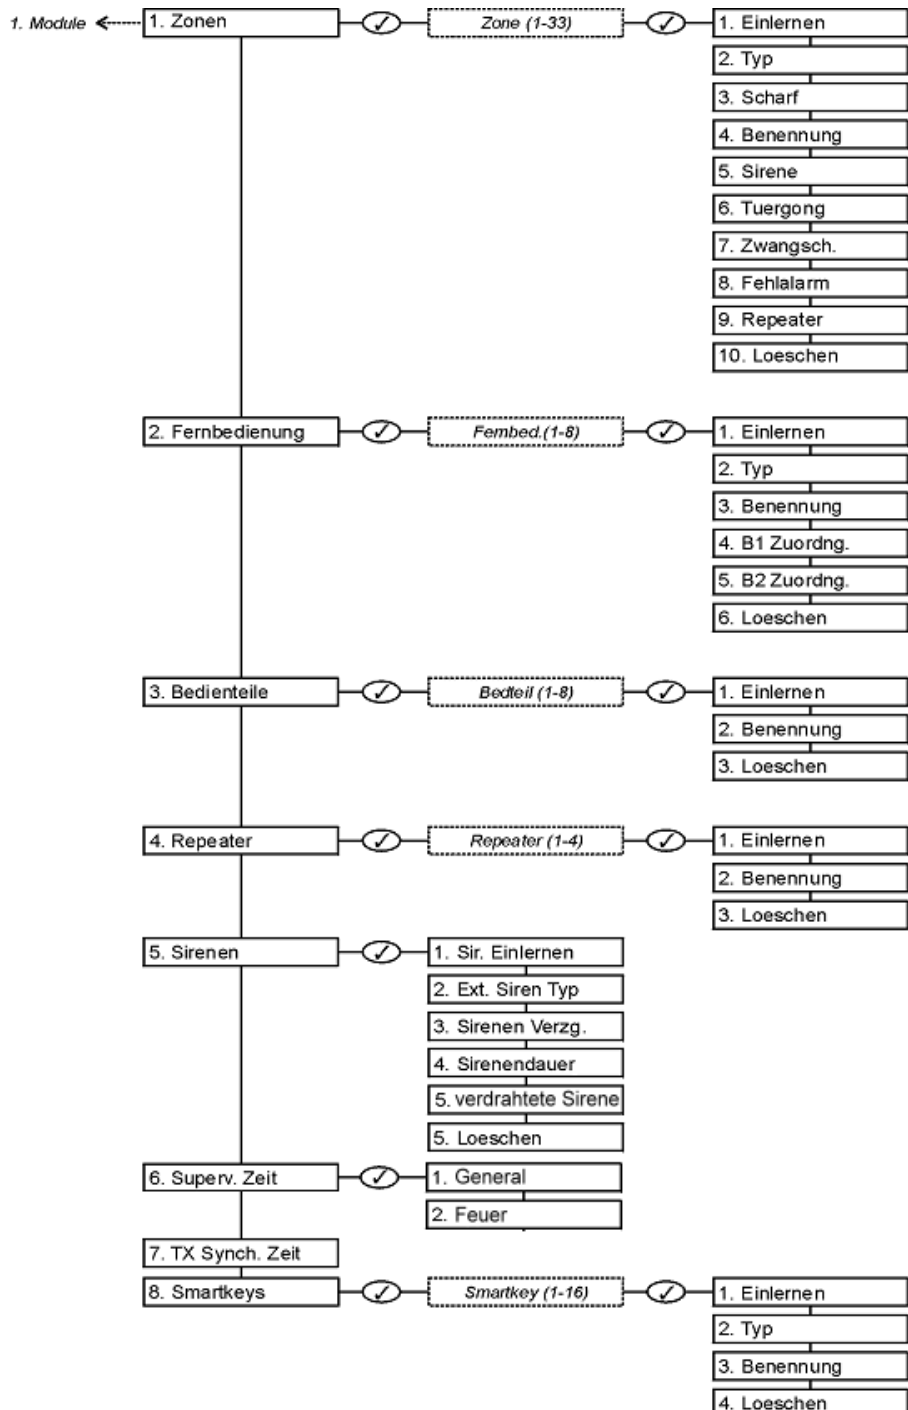 1. Module
1. Zonen
Zone (1-33)
1. Einlernen
2. Typ
3. Scharf
4. Benennung
5. Sirene
6. Tuergong
7. Zwangsch.
8. Fehlalarm
9. Repeater
10. Loeschen
2. Fernbedienung
Fembed.(1-8)
1. Einlernen
2. Typ
3. Benennung
4. B1 Zuordng.
5. B2 Zuordng.
6. Loeschen
3. Bedienteile
Bedteil (1-8)
1. Einlernen
2. Benennung
3. Loeschen
4. Repeater
Repeater (1-4)
1. Einlernen
2. Benennung
3. Loeschen
5. Sirenen
1. Sir. Einlernen
2. Ext. Siren Typ
3. Sirenen Verzg.
4. Sirenendauer
5. verdrahtete Sirene
5. Loeschen
6. Superv. Zeit
1. General
2. Feuer
7. TX Synch. Zeit
8. Smartkeys
Smartkey (1-16)
1. Einlernen
2. Typ
3. Benennung
4. Loeschen